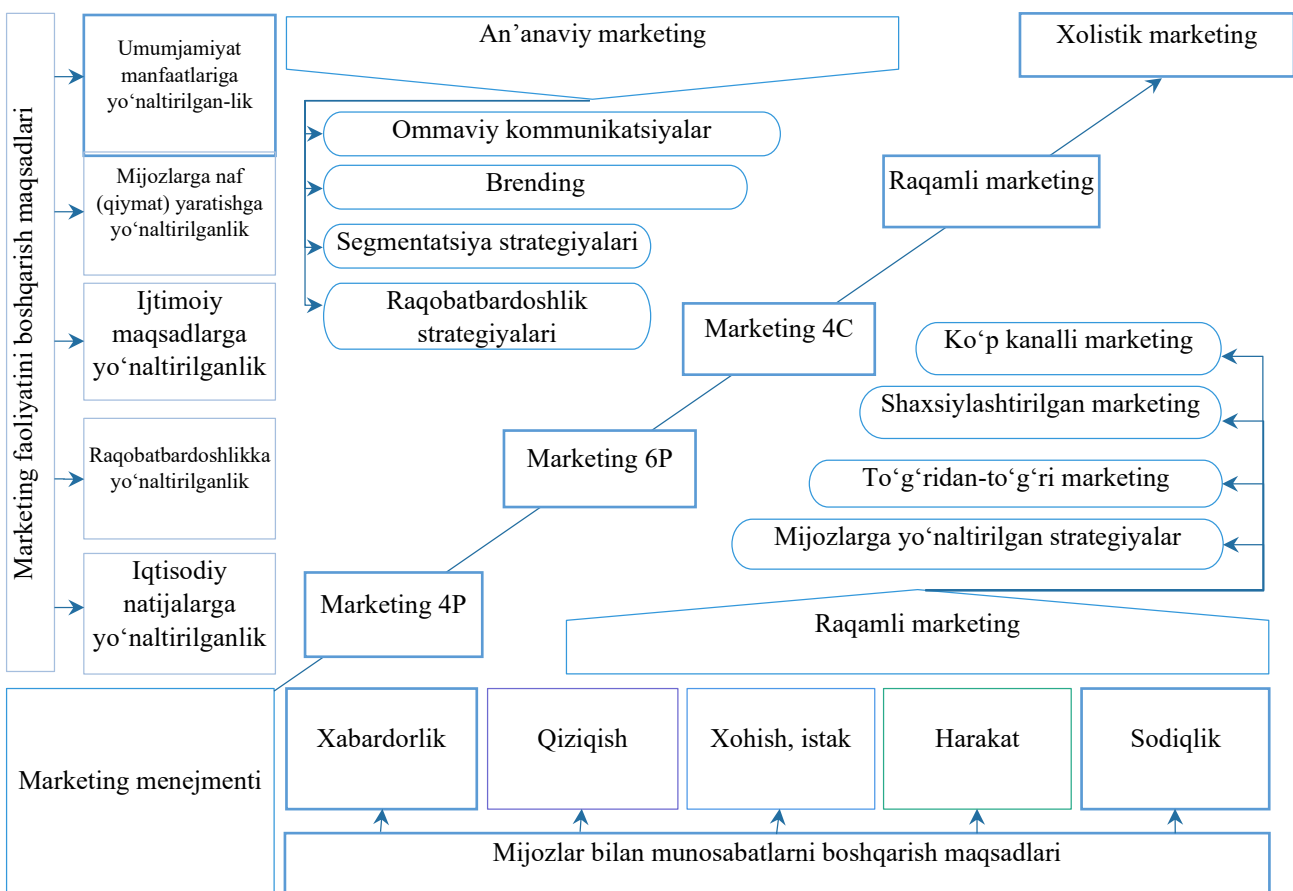 Marketing faoliyatini boshqarish maqsadlari
Umumjamiyat
manfaatlariga
yo‘naltirilgan-lik
Mijozlarga naf
(qiymat) yaratishga
yo‘naltirilganlik
Ijtimoiy
maqsadlarga
yo‘naltirilganlik
Raqobatbardoshlikka
yo‘naltirilganlik
Iqtisodiy
natijalarga
yo‘naltirilganlik
An’anaviy marketing
Ommaviy kommunikatsiyalar
Brending
Segmentatsiya strategiyalari
Raqobatbardoshlik
strategiyalari
Xolistik marketing
Raqamli marketing
Marketing 4C
Marketing 6P
Marketing 4P
Ko‘p kanalli marketing
Shaxsiylashtirilgan marketing
To‘g‘ridan-to‘g‘ri marketing
Mijozlarga yo‘naltirilgan strategiyalar
Raqamli marketing
Marketing menejmenti
Xabardorlik
Qiziqish
Xohish, istak
Harakat
Sodiqlik
Mijozlar bilan munosabatlarni boshqarish maqsadlari